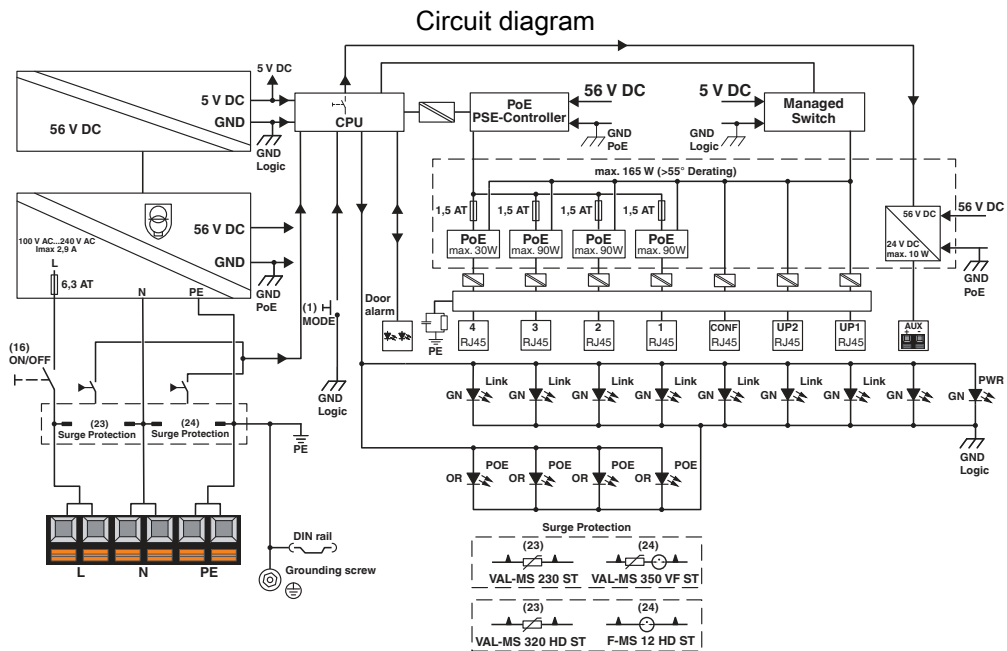 Circuit diagram
5 V DC
56 V DC
5 V DC
GND
GND
Logic
CPU
PoE
PSE-Controller
56 V DC
GND
PoE
5 V DC
GND
Logic
Managed
Switch
max. 165 W (>55° Derating)
1,5 AT
1,5 AT
1,5 AT
1,5 AT
PoE
max. 30W
PoE
max. 90W
PoE
max. 90W
PoE
max. 90W
56 V DC
24 V DC
max. 10 W
56 V DC
GND
PoE
100 V AC...240 V AC
Imax 2,9 A
L
6,3 AT
N
PE
56 V DC
GND
GND
PoE
(1)
MODE
Door
alarm
GND
Logic
PE
4
RJ45
3
RJ45
2
RJ45
1
RJ45
CONF
RJ45
UP2
RJ45
UP1
RJ45
AUX
+ -
(16)
ON/OFF
(23)
Surge Protection
(24)
Surge Protection
PE
GN
Link
GN
Link
GN
Link
GN
Link
GN
Link
GN
Link
GN
Link
GN
GN
PWR
GND
Logic
OR
POE
OR
POE
OR
POE
OR
POE
L
N
PE
DIN rail
Grounding screw
Surge Protection
(23)
VAL-MS 230 ST
(24)
VAL-MS 350 VF ST
(23)
VAL-MS 320 HD ST
(24)
F-MS 12 HD ST